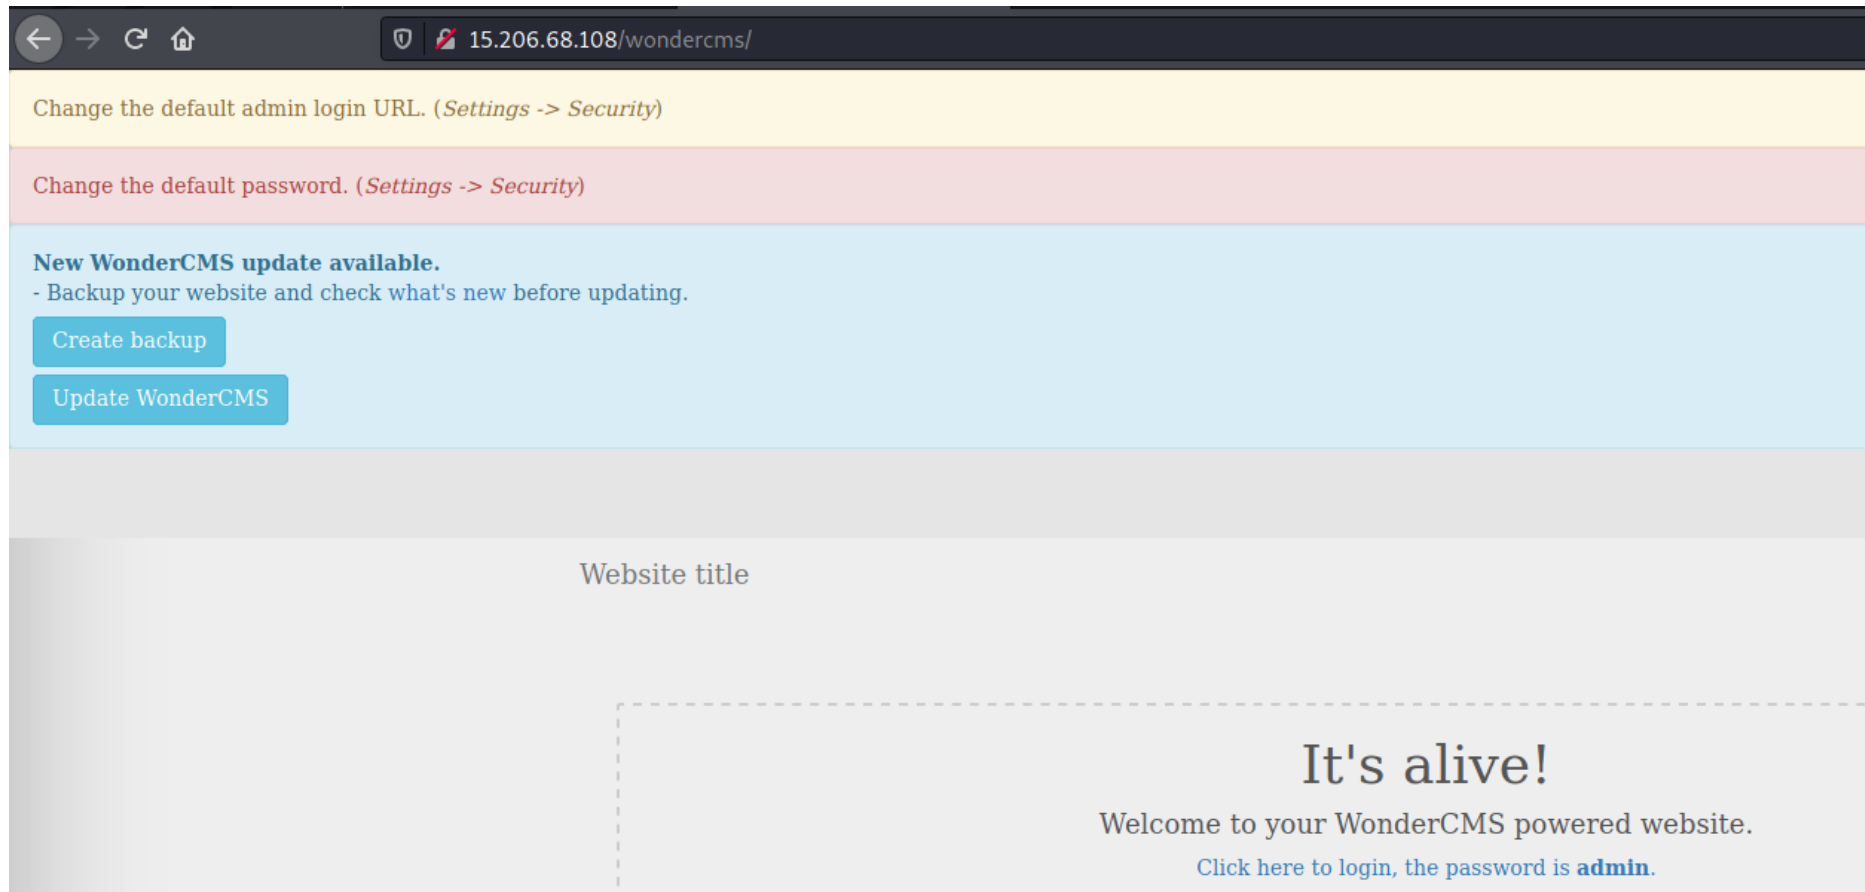 15.206.68.108/wondercms/
Change the default admin login URL. (Settings -> Security)
Change the default password. (Settings -> Security)
New WonderCMS update available.
- Backup your website and check what's new before updating.
Create backup
Update WonderCMS
Website title
It's alive!
Welcome to your WonderCMS powered website.
Click here to login, the password is admin.